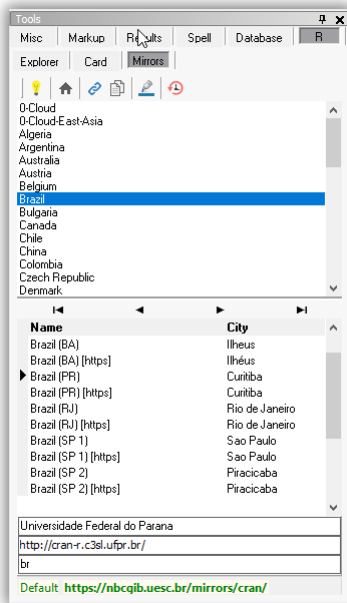 Tools
Misc Markup Results Spell Database R
Explorer Card Mirrors
0-Cloud
0-Cloud-East-Asia
Algeria
Argentina
Australia
Austria
Belgium
Brazil
Bulgaria
Canada
Chile
China
Colombia
Czech Republic
Denmark
Name City
Brazil (BA) Ilheus
Brazil (BA) [https] Ilhéus
Brazil (PR) Curitiba
Brazil (PR) [https] Curitiba
Brazil (RJ) Rio de Janeiro
Brazil (RJ) [https] Rio de Janeiro
Brazil (SP 1) Sao Paulo
Brazil (SP 1) [https] Sao Paulo
Brazil (SP 2) Piracicaba
Brazil (SP 2) [https] Piracicaba
Universidade Federal do Parana
http://cran-r.c3sl.ufpr.br/
br
Default https://nbcgib.uesc.br/mirrors/cran/